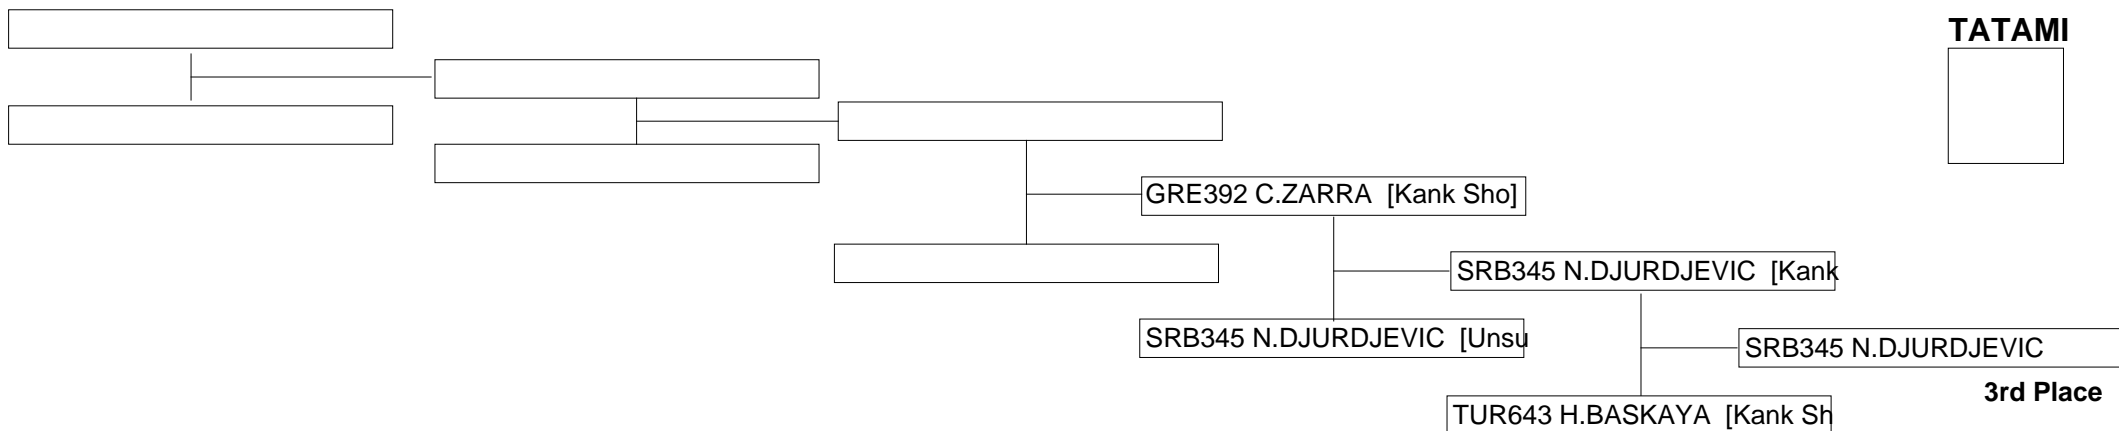 TATAMI
GRE392 C.ZARRA [Kank Sho]
SRB345 N.DJURDJEVIC [Kank
SRB345 N.DJURDJEVIC [Unsu
SRB345 N.DJURDJEVIC
3rd Place
TUR643 H.BASKAYA [Kank Sh